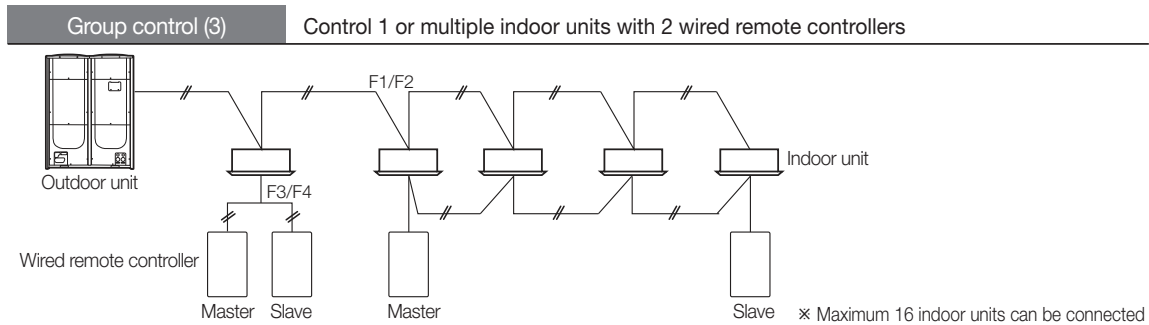 Group control (3)
Control 1 or multiple indoor units with 2 wired remote controllers
F1/F2
Indoor unit
Outdoor unit
F3/F4
Wired remote controller
Master
Slave
Master
Slave
※ Maximum 16 indoor units can be connected